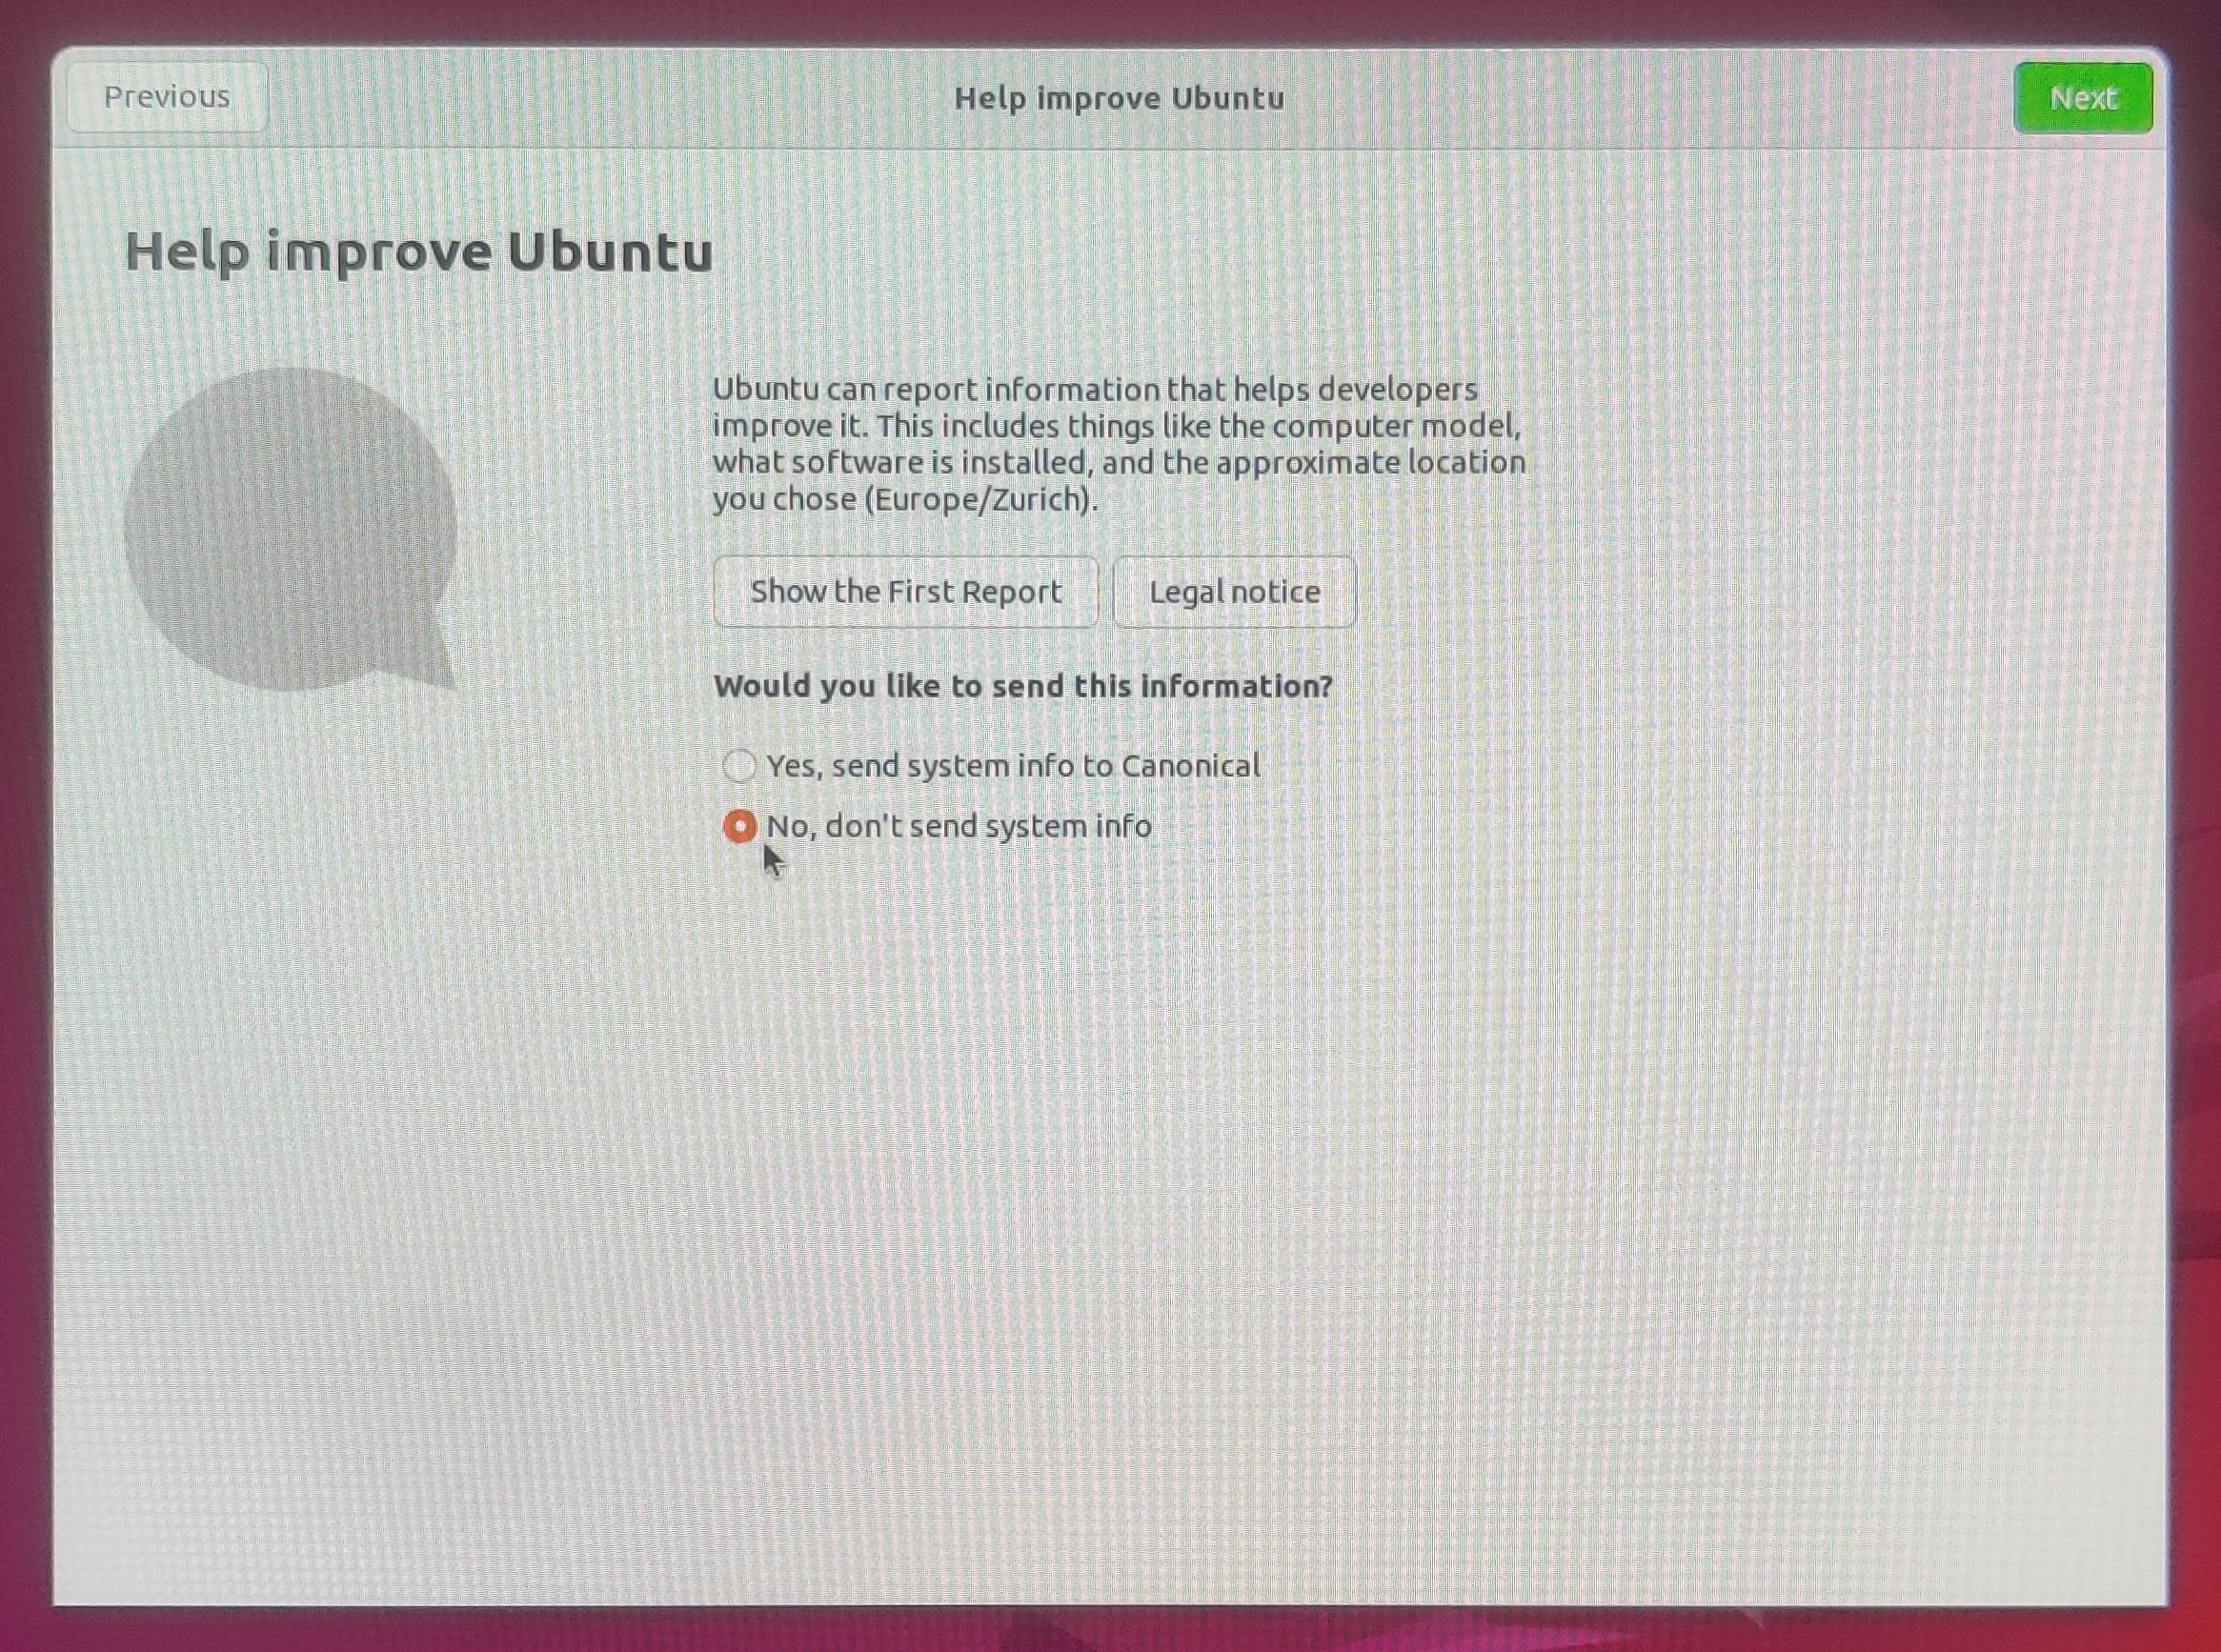 Previous
Help improve Ubuntu
Next
Help improve Ubuntu
Ubuntu can report information that helps developers
improve it. This includes things like the computer model,
what software is installed, and the approximate location
you chose (Europe/Zurich).
Show the First Report
Legal notice
Would you like to send this information?
Yes, send system info to Canonical
No, don't send system info